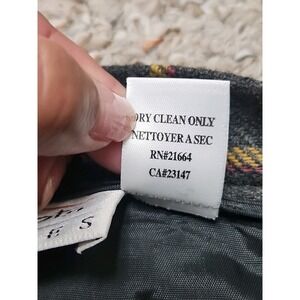 DRY CLEAN ONLY
NETTOYER A SEC
RN#21664
CA#23147
S